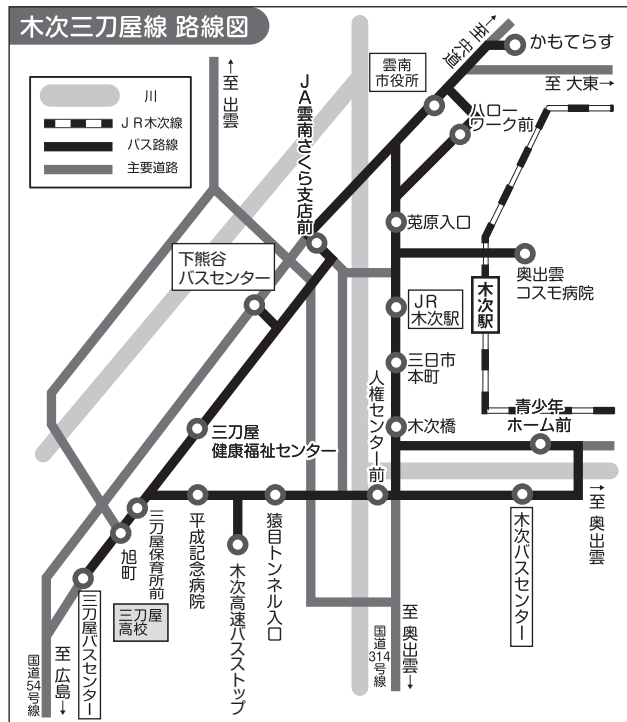 木次三刀屋線 路線図
川
JR木次線
バス路線
主要道路
↑至 出雲
JA雲南さくら支店前
雲南
市役所
↑至 宍道
かもてらす
至 大東→
ハロー
ワーク前
莵原入口
奥出雲
コスモ病院
下熊谷
バスセンター
JR
木次駅
木次駅
三日市
本町
人権センター前
木次橋
青少年
ホーム前
三刀屋
健康福祉センター
三刀屋保育所前
旭町
三刀屋バスセンター
三刀屋
高校
平成記念病院
木次高速バスストップ
猿目トンネル入口
木次バスセンター
↑至 奥出雲
国道54号線
至 広島↓
国道314号線
至 奥出雲↓